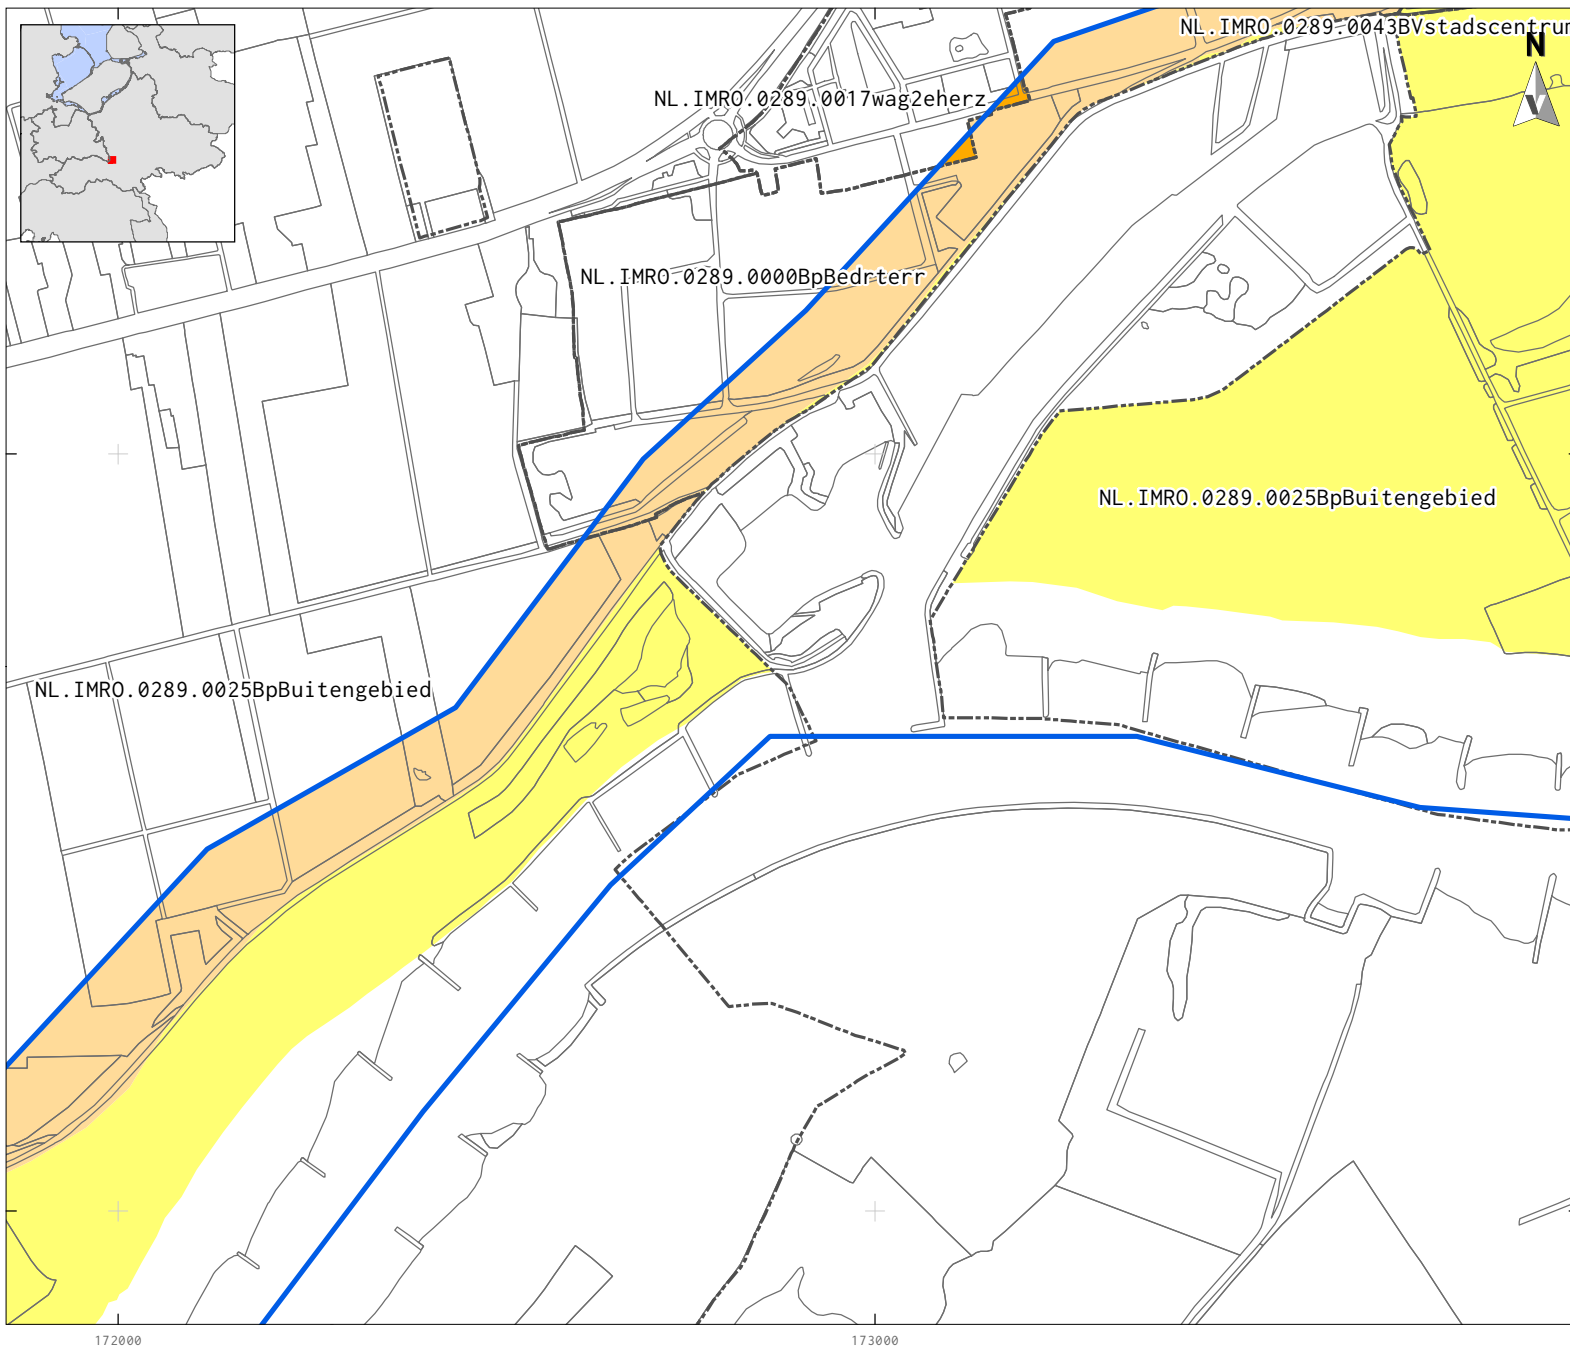 NL.IMRO.0289.0043BVstadscentrum
N
NL.IMRO.0289.0017wag2eherz
NL.IMRO.0289.0000BpBedrterr
NL.IMRO.0289.0025BpBuitengebied
NL.IMRO.0289.0025BpBuitengebied
172000
173000